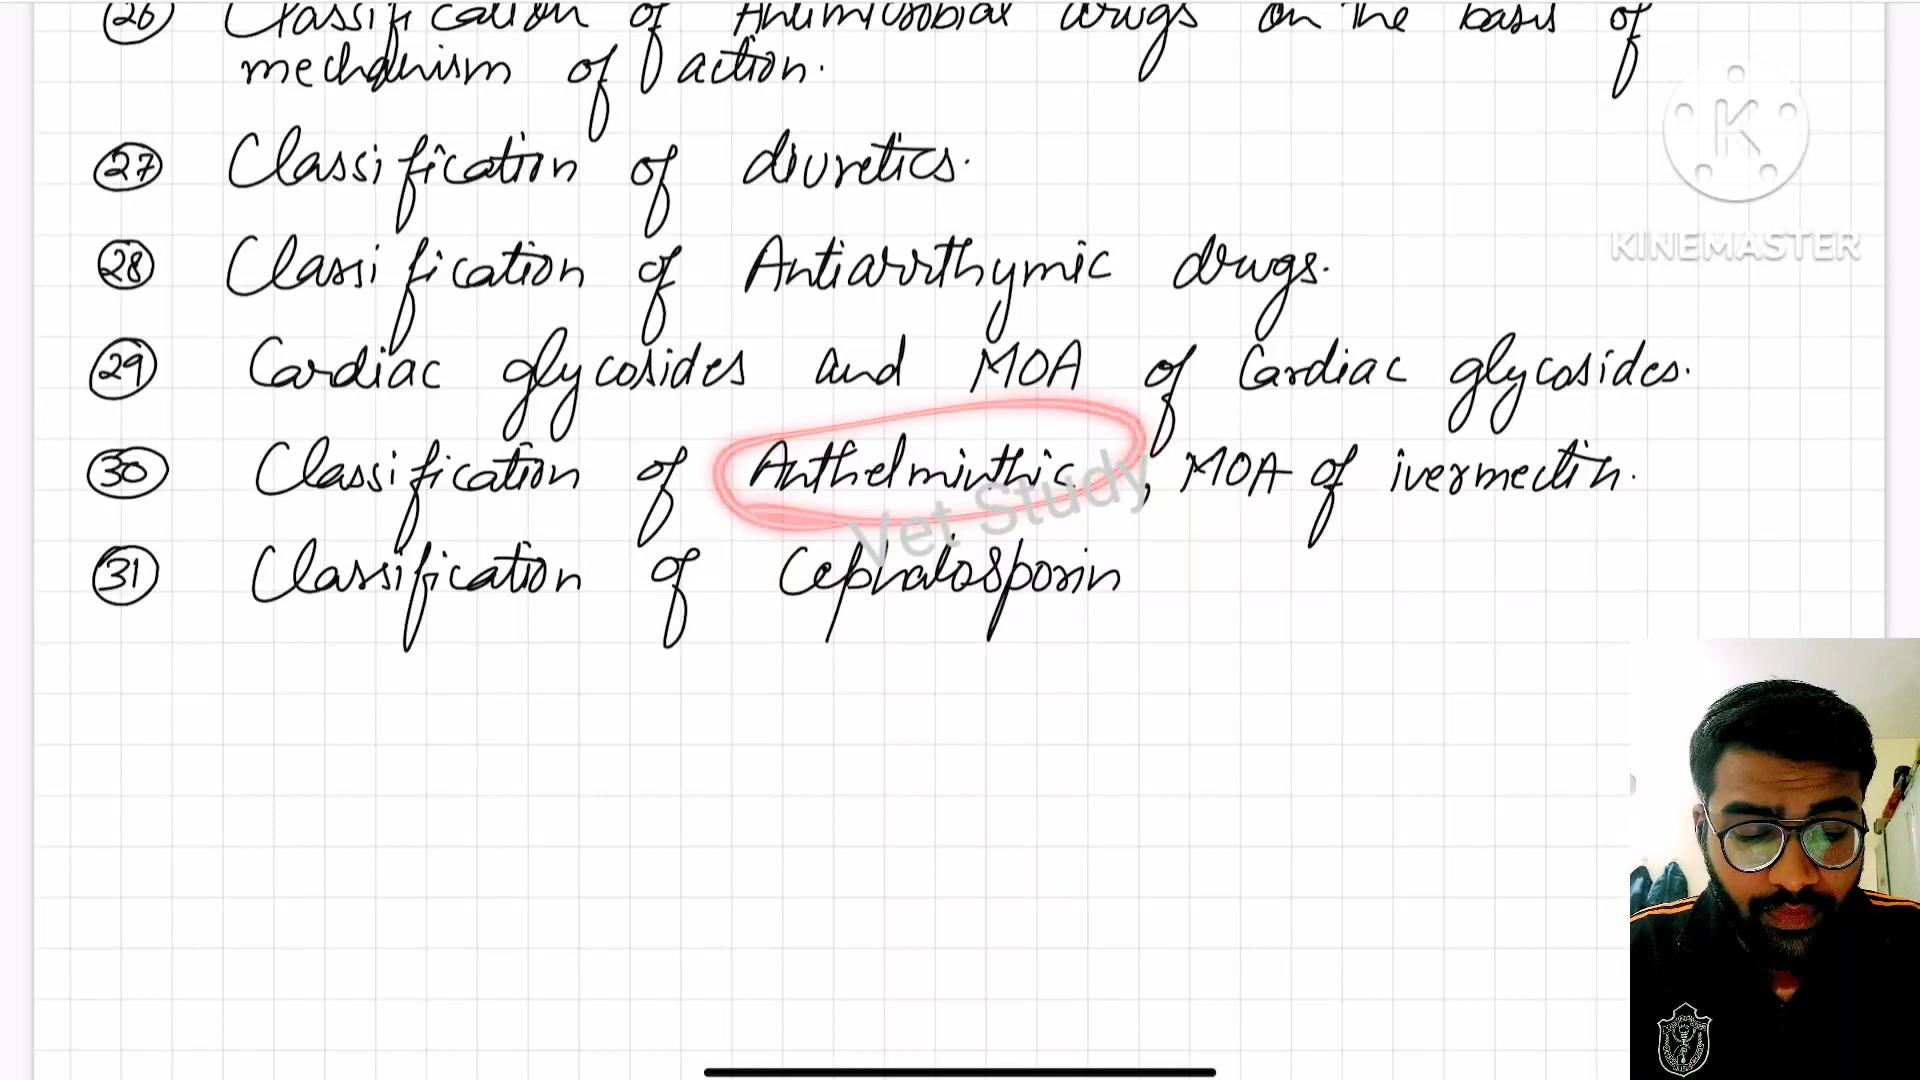 26 Classification of Antimicrobial drugs on the basis of
mechanism of action.
27 Classification of diuretics.
28 Classification of Antiarrthymic drugs.
29 Cardiac glycosides and MOA of Cardiac glycosides.
30 Classification of Anthelminthic, MOA of ivermectin.
31 Classification of Cephalosporin
Vet Study
K
KINEMASTER